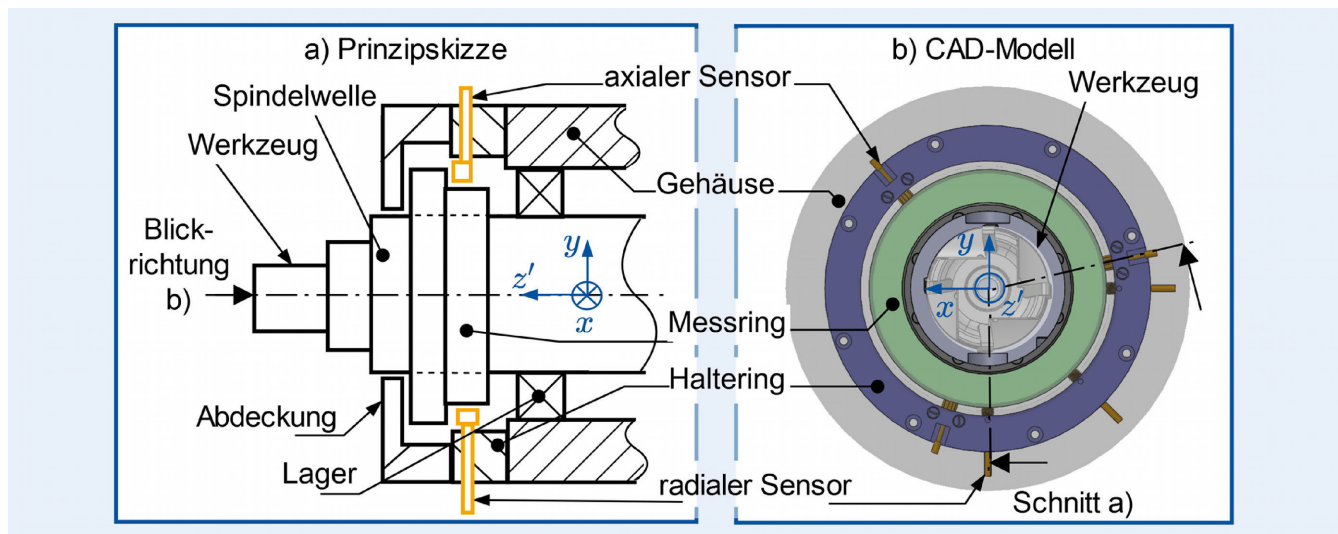 a) Prinzipskizze
b) CAD-Modell
axialer Sensor
Spindelwelle
Werkzeug
Werkzeug
Gehäuse
Blick-
richtung
b)
y
z′
x
y
x
z′
Messring
Haltering
Abdeckung
Lager
radialer Sensor
Schnitt a)